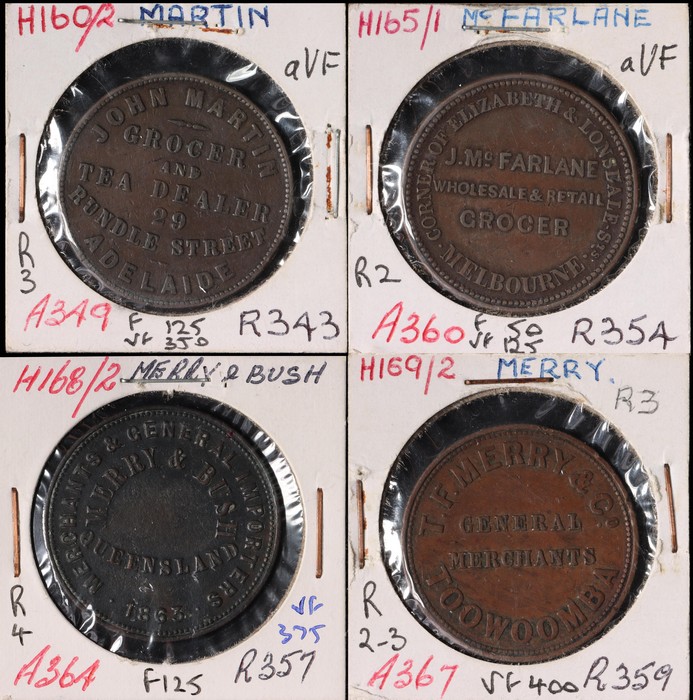 H160/2 MARTIN
aVF
JOHN MARTIN
GROCER
AND
TEA DEALER
29
RUNDLE STREET
ADELAIDE
R
3
A349
F 125
VF 350
R343
H165/1 McFARLANE
aVF
CORNER OF ELIZABETH & LONSDALE STS
J. McFARLANE
WHOLESALE & RETAIL
GROCER
MELBOURNE
R2
A360
F 50
VF 125
R354
H168/2 MERRY & BUSH
MERCHANTS & GENERAL IMPORTERS
MERRY & BUSH
QUEENSLAND
1863
R
4
A364
F125
VF
375
R357
H169/2 MERRY.
R3
T. F. MERRY & Co
GENERAL
MERCHANTS
TOOWOOMBA
R
2-3
A367
VF 400
R359